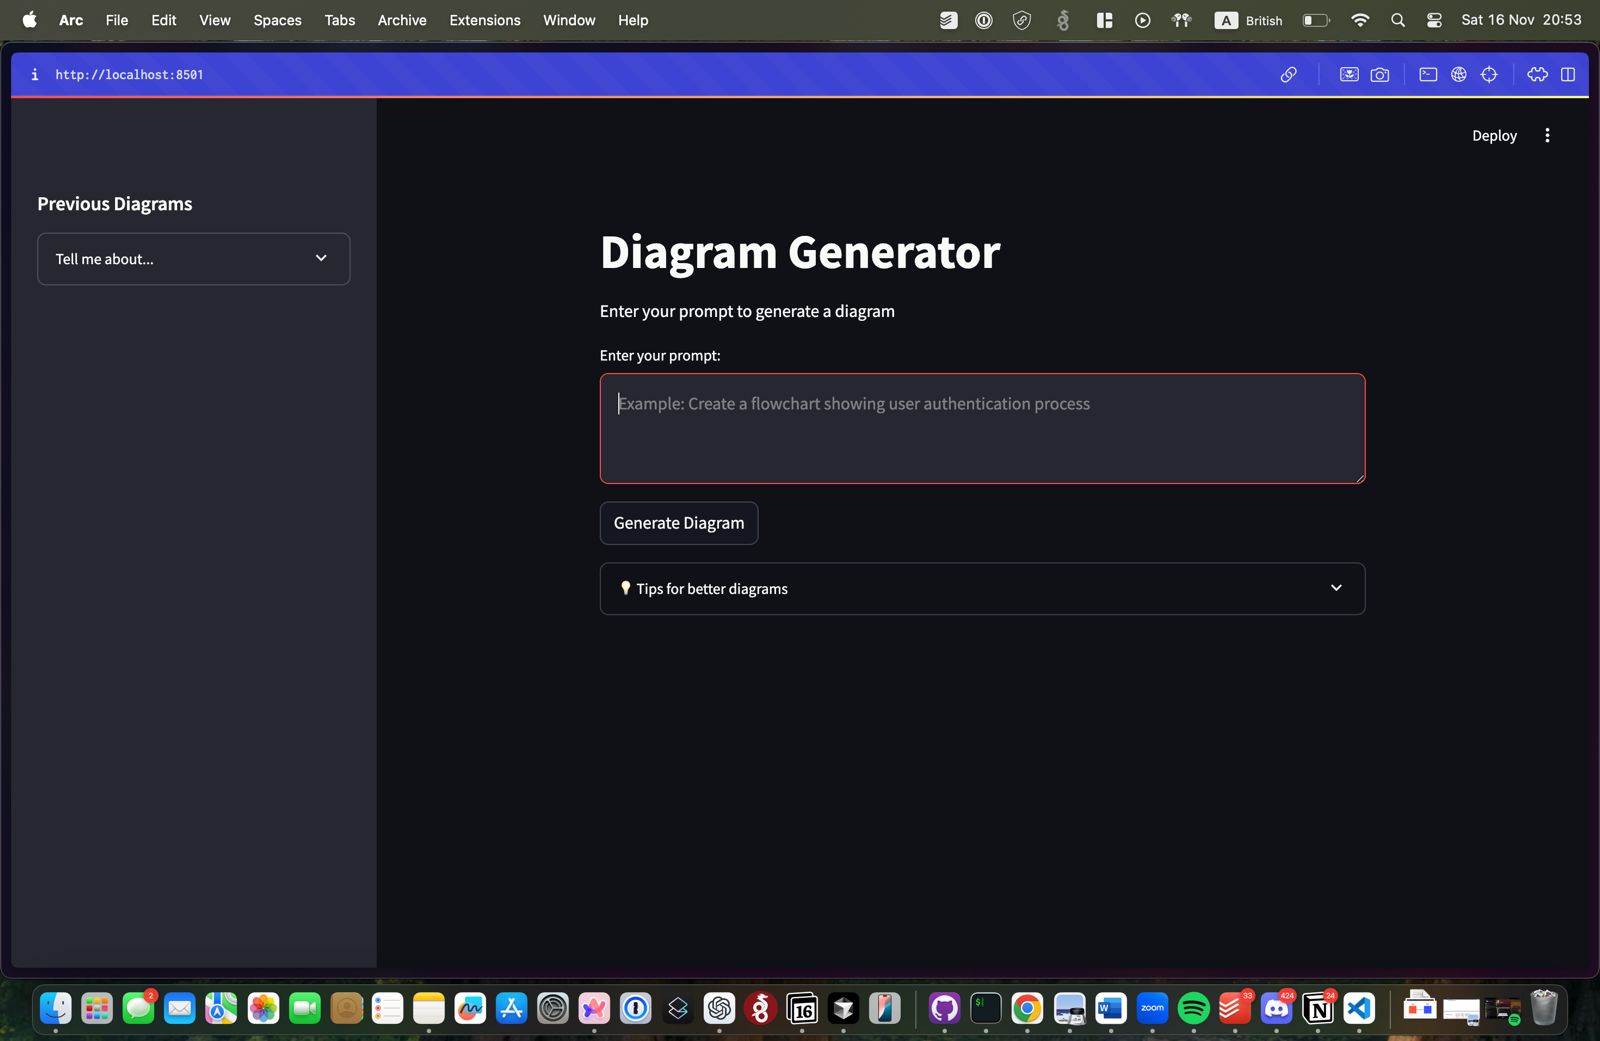 Arc File Edit View Spaces Tabs Archive Extensions Window Help A British Sat 16 Nov 20:53
http://localhost:8501
Deploy
Previous Diagrams
Tell me about...
Diagram Generator
Enter your prompt to generate a diagram
Enter your prompt:
Example: Create a flowchart showing user authentication process
Generate Diagram
💡 Tips for better diagrams
2 16 $ W zoom 33 424 24